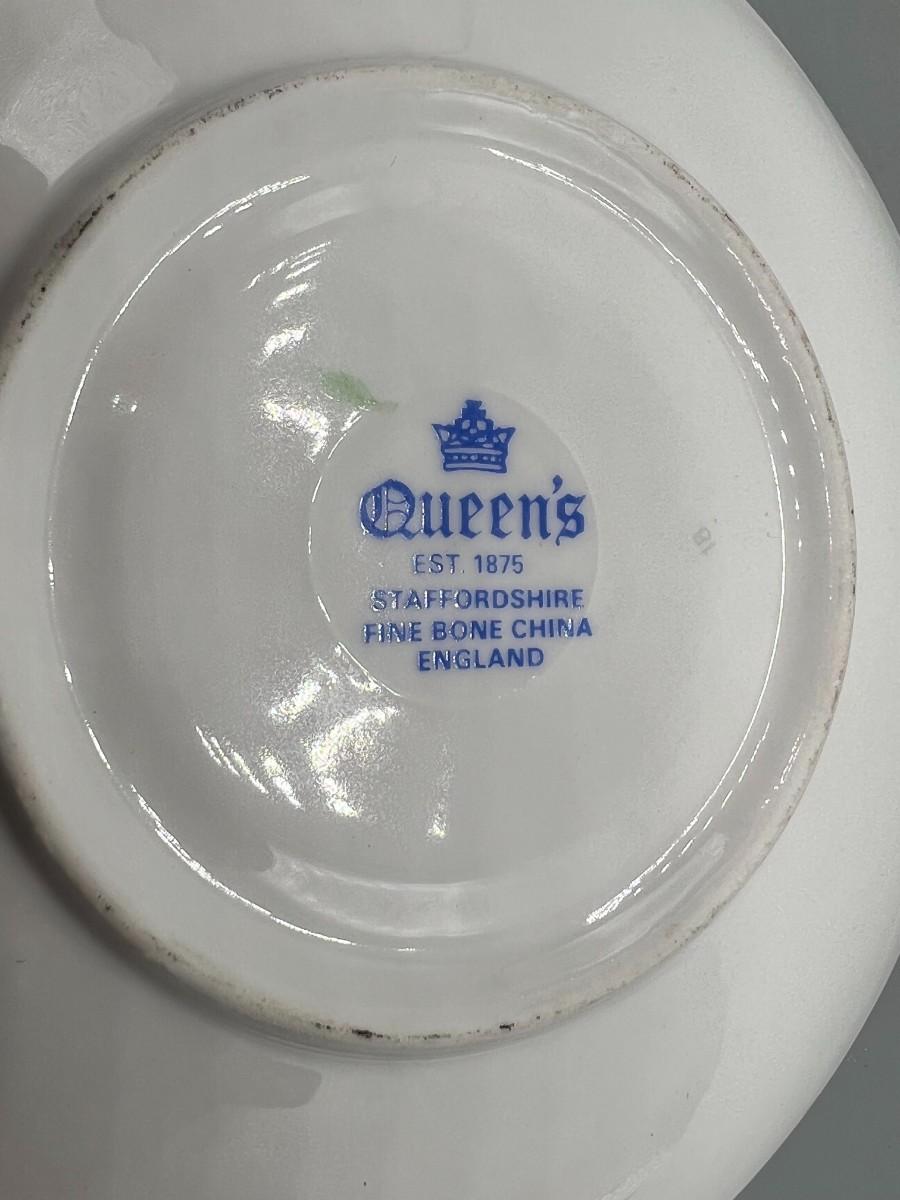 Queen's
EST. 1875
STAFFORDSHIRE
FINE BONE CHINA
ENGLAND